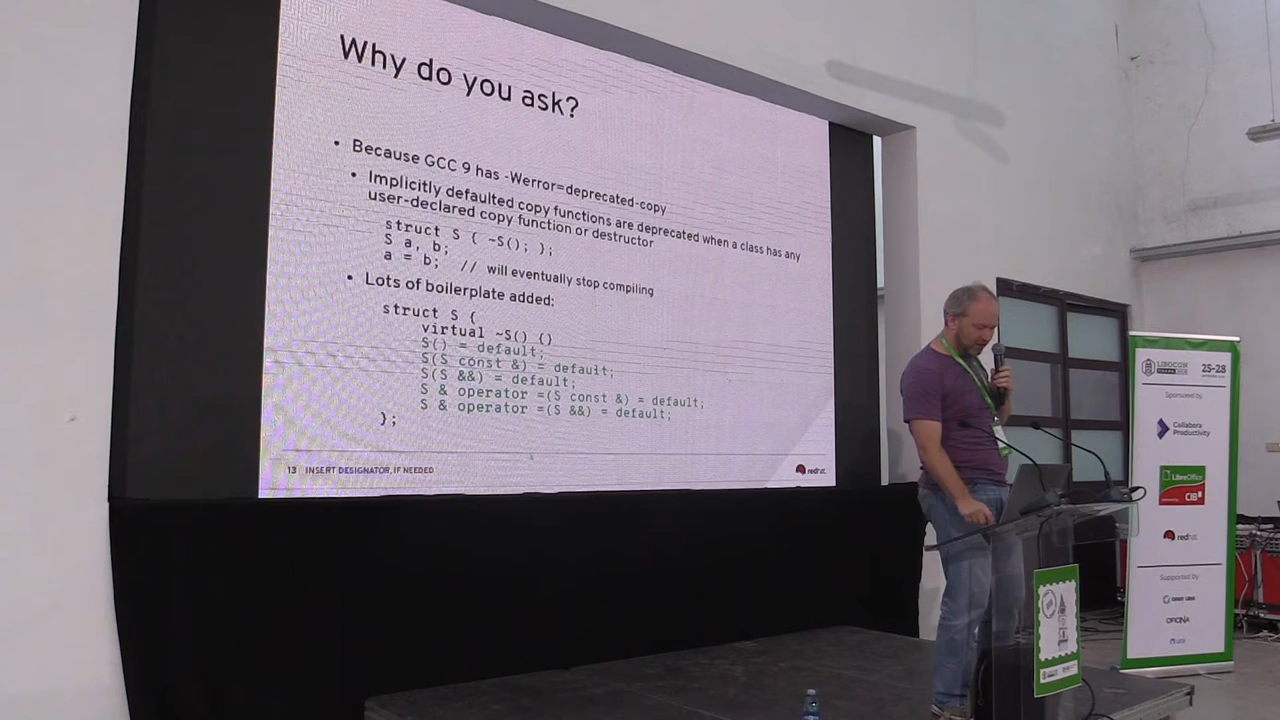 Why do you ask?
• Because GCC 9 has -Werror=deprecated-copy
• Implicitly defaulted copy functions are deprecated when a class has any
user-declared copy function or destructor
struct S { ~S(); };
S a, b;
a = b; // will eventually stop compiling
• Lots of boilerplate added:
struct S {
virtual ~S() {}
S() = default;
S(S const &) = default;
S(S &&) = default;
S & operator =(S const &) = default;
S & operator =(S &&) = default;
};
13 INSERT DESIGNATOR, IF NEEDED
redhat
LIBOCON
25-28
Sponsored by
Collabora
Productivity
LibreOffice
CIB
redhat
Supported by
OFICINA